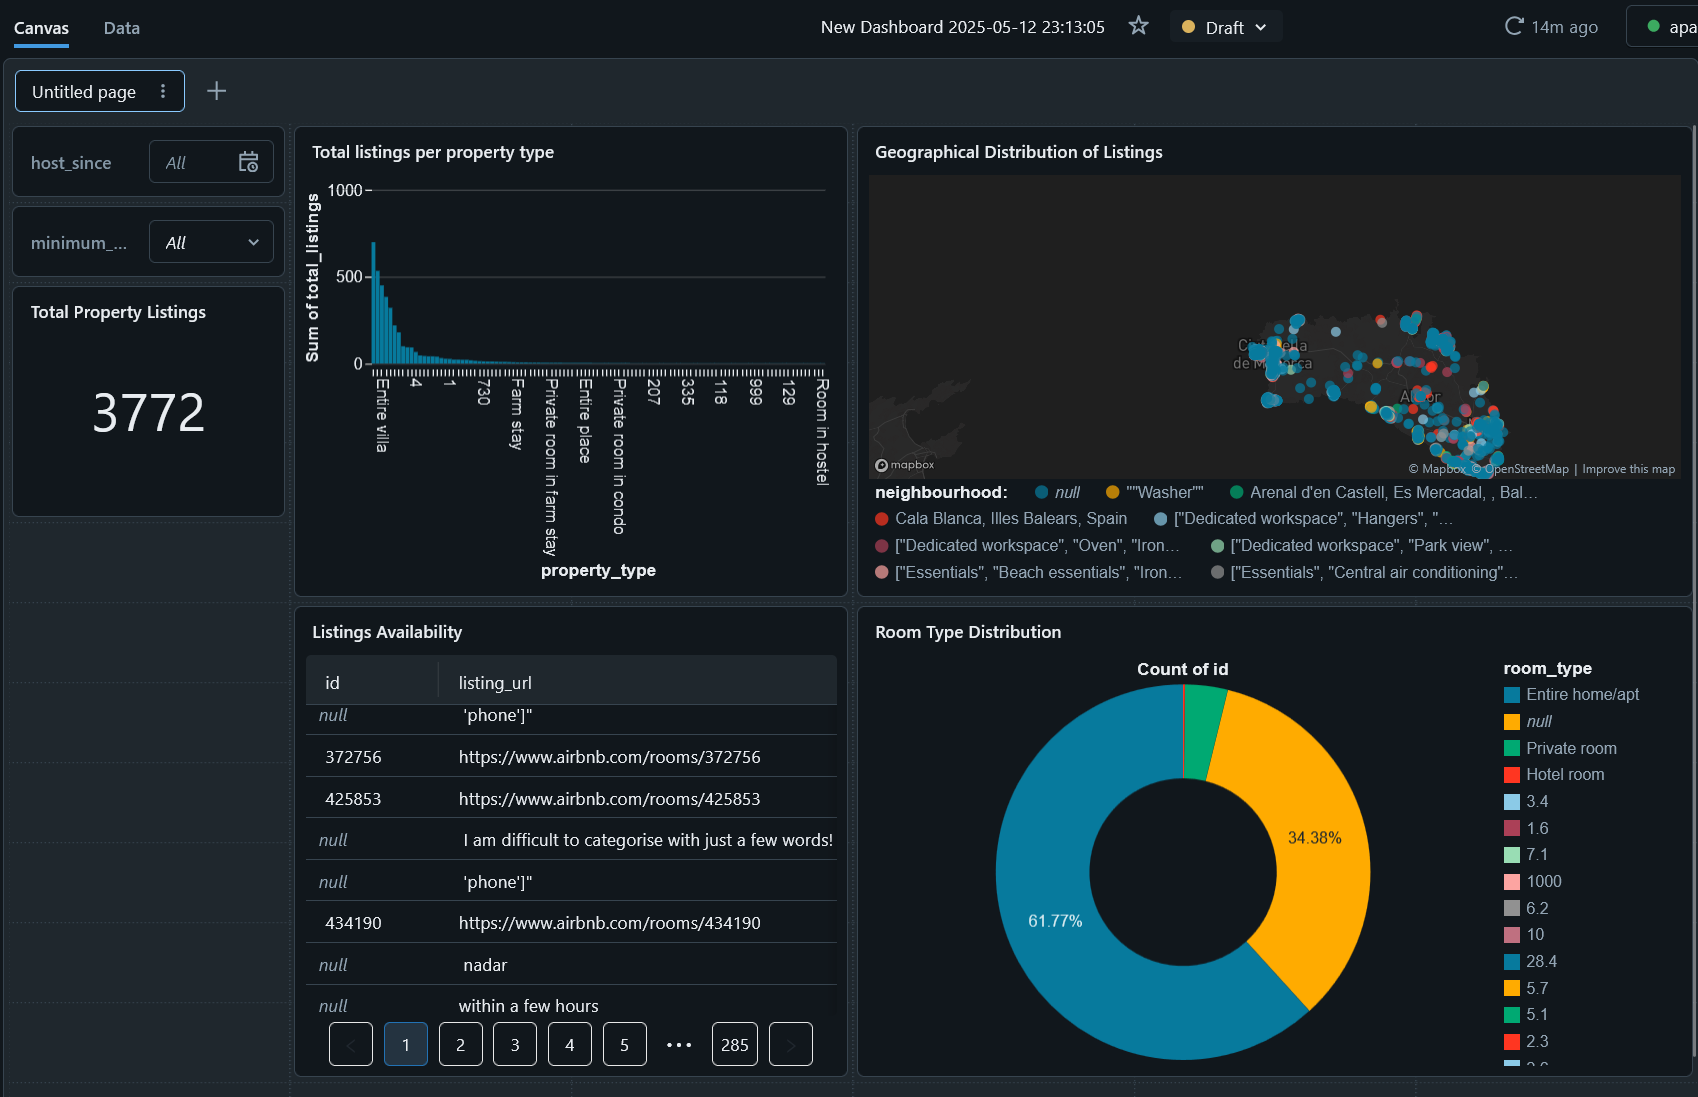 Canvas
Data
New Dashboard 2025-05-12 23:13:05
Draft
14m ago
apa
Untitled page
host_since
All
minimum_...
All
Total Property Listings
3772
Total listings per property type
Sum of total_listings
1000
500
0
Entire villa
4
1
730
Farm stay
Private room in farm stay
Entire place
Private room in condo
207
335
118
999
129
Room in hostel
property_type
Geographical Distribution of Listings
mapbox
© Mapbox © OpenStreetMap | Improve this map
neighbourhood:
null
""Washer""
Arenal d'en Castell, Es Mercadal, , Bal...
Cala Blanca, Illes Balears, Spain
["Dedicated workspace", "Hangers", "...
["Dedicated workspace", "Oven", "Iron...
["Dedicated workspace", "Park view", ...
["Essentials", "Beach essentials", "Iron...
["Essentials", "Central air conditioning"...
Listings Availability
id listing_url
null 'phone']"
372756 https://www.airbnb.com/rooms/372756
425853 https://www.airbnb.com/rooms/425853
null I am difficult to categorise with just a few words!
null 'phone']"
434190 https://www.airbnb.com/rooms/434190
null nadar
null within a few hours
< 1 2 3 4 5 ••• 285 >
Room Type Distribution
Count of id
34.38%
61.77%
room_type
Entire home/apt
null
Private room
Hotel room
3.4
1.6
7.1
1000
6.2
10
28.4
5.7
5.1
2.3